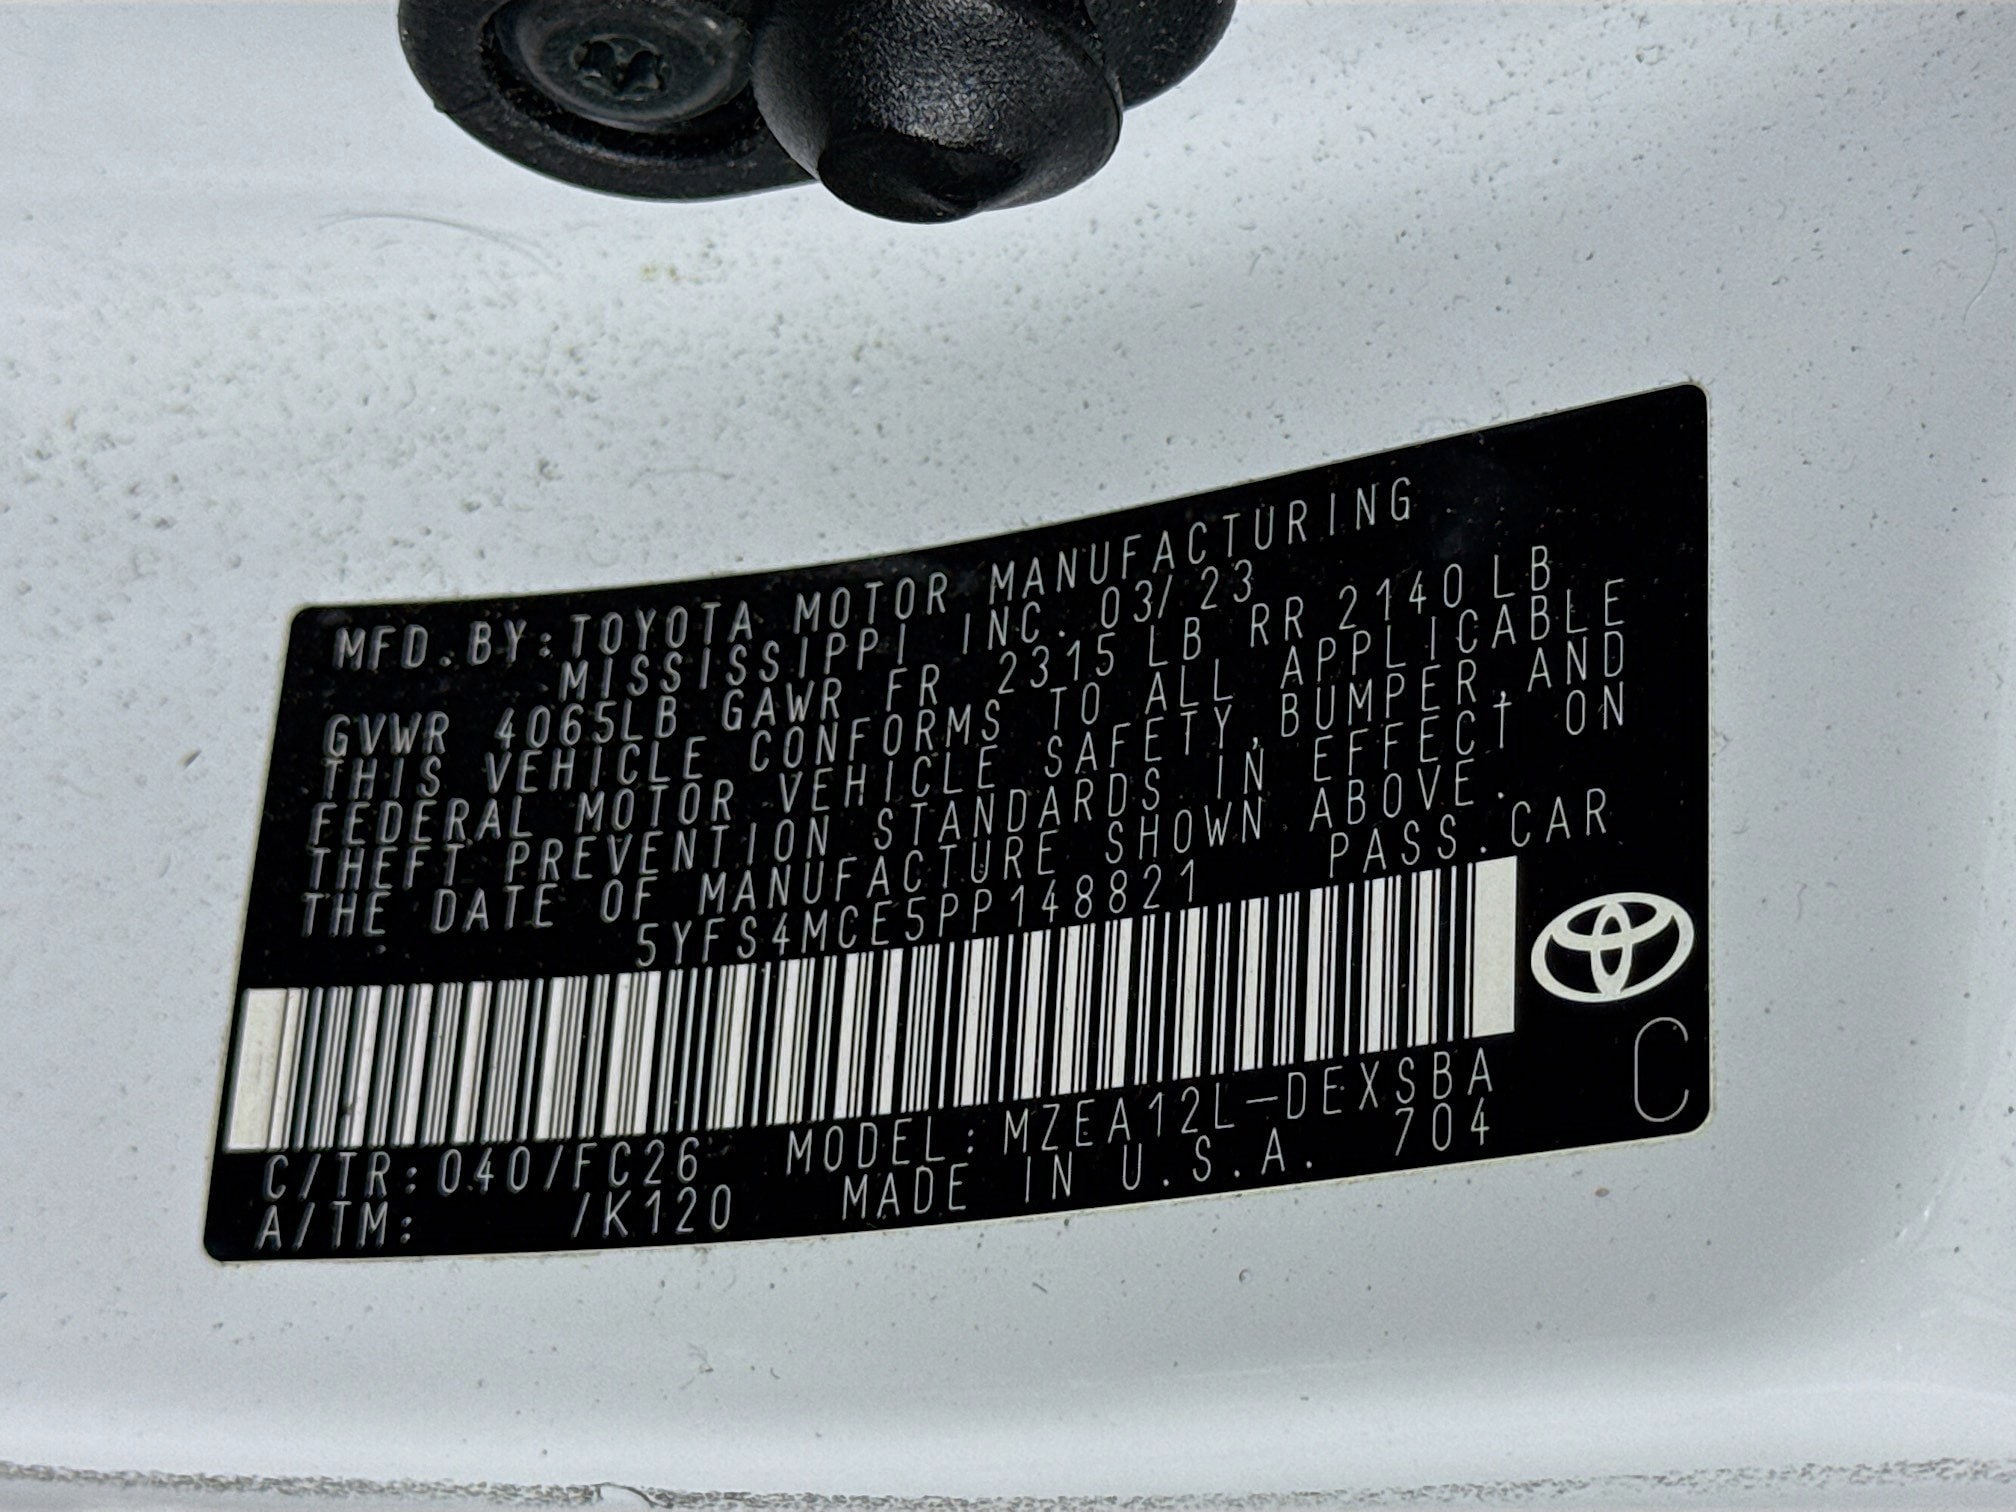 MFD.BY:TOYOTA MOTOR MANUFACTURING
MISSISSIPPI INC. 03/23
GVWR 4065LB GAWR FR 2315 LB RR 2140 LB
THIS VEHICLE CONFORMS TO ALL APPLICABLE
FEDERAL MOTOR VEHICLE SAFETY,BUMPER,AND
THEFT PREVENTION STANDARDS IN EFFECT ON
THE DATE OF MANUFACTURE SHOWN ABOVE.
5YFS4MCE5PP148821 PASS.CAR
C/TR:040/FC26 MODEL:MZEA12L-DEXSBA
A/TM: /K120 MADE IN U.S.A. 704
C